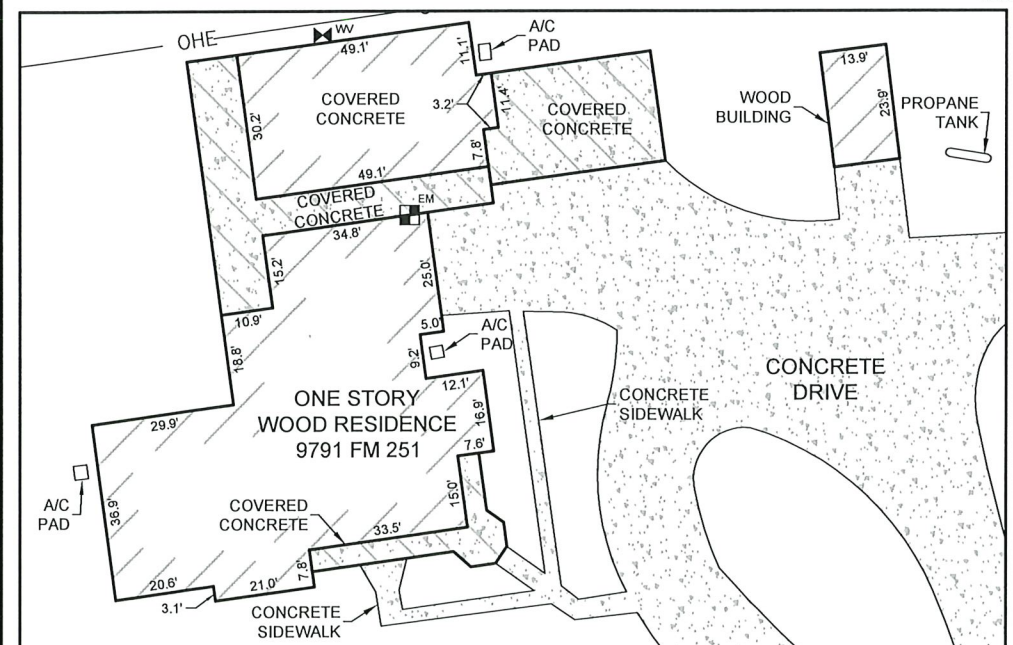 OHE
WV
49.1'
11.1'
A/C
PAD
COVERED
CONCRETE
30.2'
3.2'
11.4'
7.8'
COVERED
CONCRETE
13.9'
23.9'
WOOD
BUILDING
PROPANE
TANK
49.1'
COVERED
CONCRETE
EM
34.8'
15.2'
25.0'
10.9'
18.8'
5.0'
9.2'
A/C
PAD
12.1'
16.9'
7.6'
ONE STORY
WOOD RESIDENCE
9791 FM 251
CONCRETE
SIDEWALK
CONCRETE
DRIVE
29.9'
36.9'
A/C
PAD
15.0'
COVERED
CONCRETE
33.5'
7.8'
20.6'
21.0'
3.1'
CONCRETE
SIDEWALK